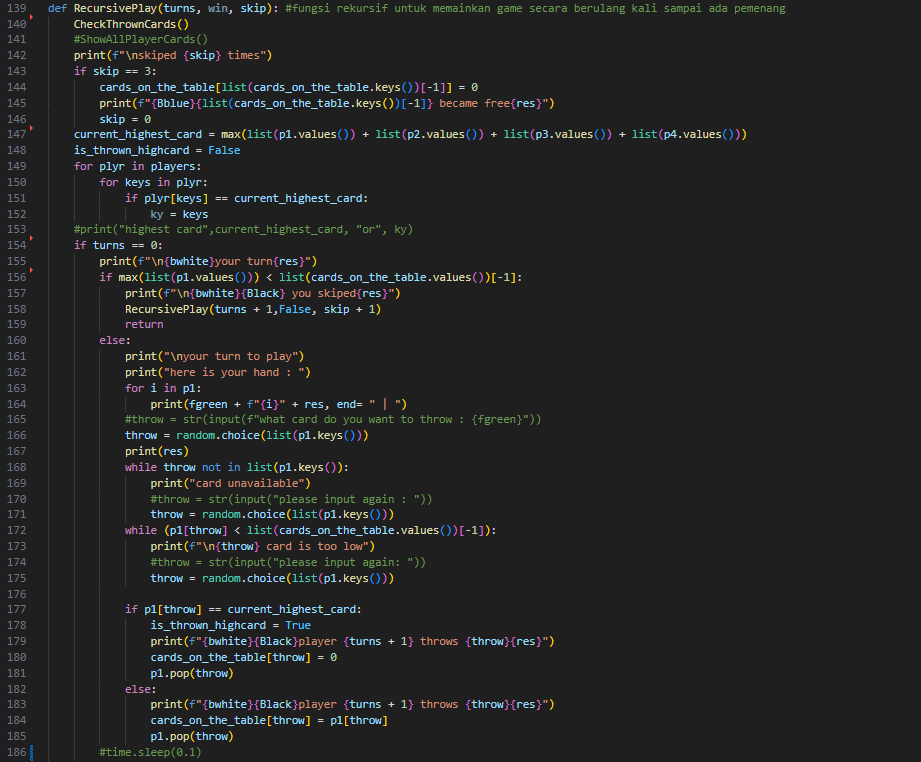 139 def RecursivePlay(turns, win, skip): #fungsi rekursif untuk memainkan game secara berulang kali sampai ada pemenang
140     CheckThrownCards()
141     #ShowAllPlayerCards()
142     print(f"\nskiped {skip} times")
143     if skip == 3:
144         cards_on_the_table[list(cards_on_the_table.keys())[-1]] = 0
145         print(f"{Bblue}{list(cards_on_the_table.keys())[-1]} became free{res}")
146         skip = 0
147     current_highest_card = max(list(p1.values()) + list(p2.values()) + list(p3.values()) + list(p4.values()))
148     is_thrown_highcard = False
149     for plyr in players:
150         for keys in plyr:
151             if plyr[keys] == current_highest_card:
152                 ky = keys
153     #print("highest card",current_highest_card, "or", ky)
154     if turns == 0:
155         print(f"\n{bwhite}your turn{res}")
156         if max(list(p1.values())) < list(cards_on_the_table.values())[-1]:
157             print(f"\n{bwhite}{Black} you skiped{res}")
158             RecursivePlay(turns + 1,False, skip + 1)
159             return
160         else:
161             print("\nyour turn to play")
162             print("here is your hand : ")
163             for i in p1:
164                 print(fgreen + f"{i}" + res, end= " | ")
165             #throw = str(input(f"what card do you want to throw : {fgreen}"))
166             throw = random.choice(list(p1.keys()))
167             print(res)
168             while throw not in list(p1.keys()):
169                 print("card unavailable")
170                 #throw = str(input("please input again : "))
171                 throw = random.choice(list(p1.keys()))
172             while (p1[throw] < list(cards_on_the_table.values())[-1]):
173                 print(f"\n{throw} card is too low")
174                 #throw = str(input("please input again: "))
175                 throw = random.choice(list(p1.keys()))
176
177             if p1[throw] == current_highest_card:
178                 is_thrown_highcard = True
179                 print(f"{bwhite}{Black}player {turns + 1} throws {throw}{res}")
180                 cards_on_the_table[throw] = 0
181                 p1.pop(throw)
182             else:
183                 print(f"{bwhite}{Black}player {turns + 1} throws {throw}{res}")
184                 cards_on_the_table[throw] = p1[throw]
185                 p1.pop(throw)
186         #time.sleep(0.1)